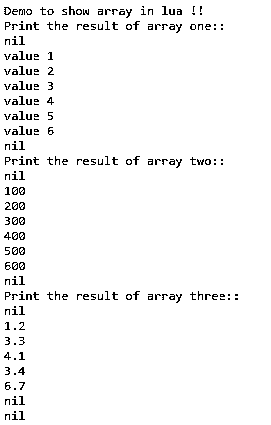 Demo to show array in lua !!
Print the result of array one::
nil
value 1
value 2
value 3
value 4
value 5
value 6
nil
Print the result of array two::
nil
100
200
300
400
500
600
nil
Print the result of array three::
nil
1.2
3.3
4.1
3.4
6.7
nil
nil